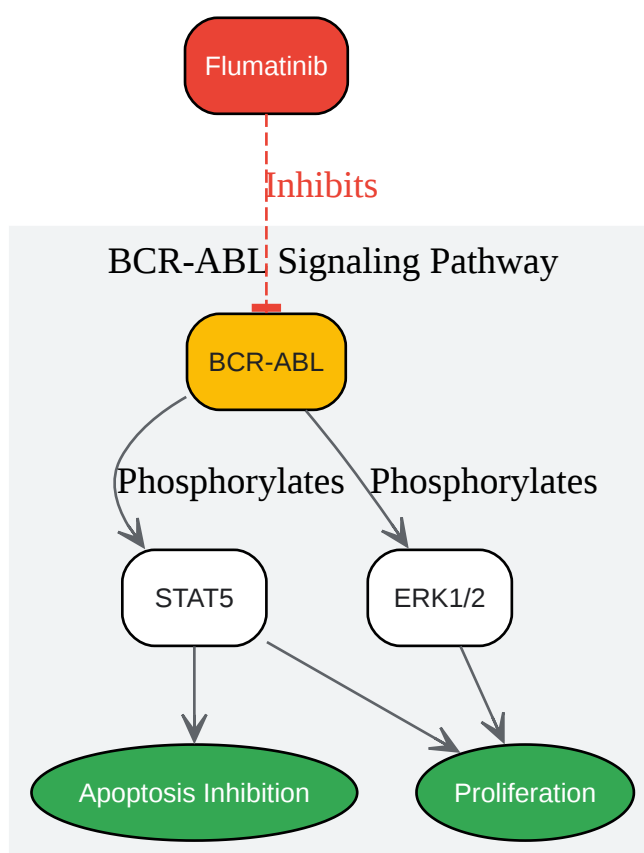 Flumatinib
Inhibits
BCR-ABL Signaling Pathway
BCR-ABL
Phosphorylates
Phosphorylates
STAT5
ERK1/2
Apoptosis Inhibition
Proliferation